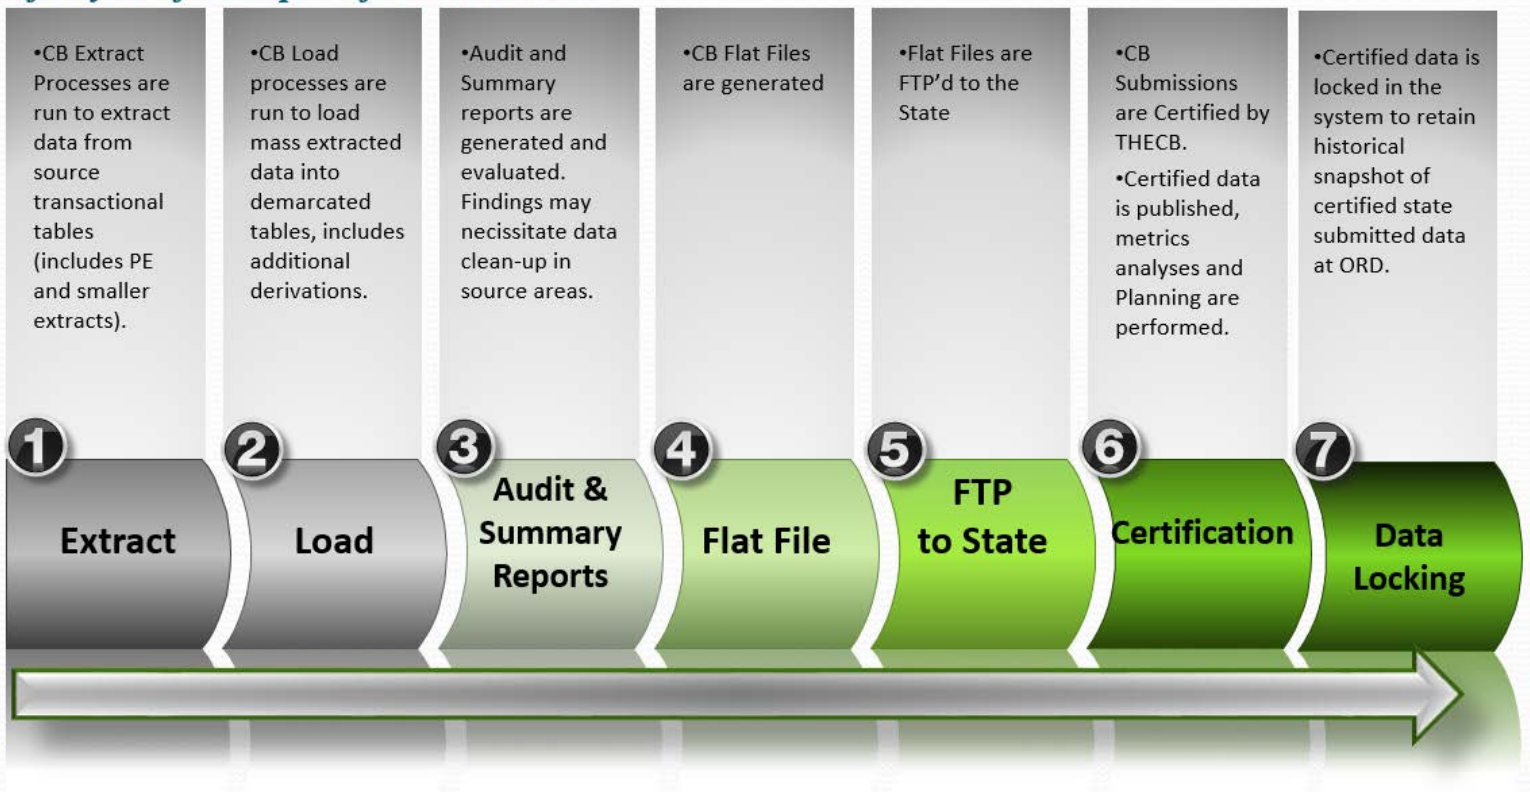 •CB Extract
Processes are
run to extract
data from
source
transactional
tables
(includes PE
and smaller
extracts).
•CB Load
processes are
run to load
mass extracted
data into
demarcated
tables, includes
additional
derivations.
•Audit and
Summary
reports are
generated and
evaluated.
Findings may
necissitate data
clean-up in
source areas.
•CB Flat Files
are generated
•Flat Files are
FTP’d to the
State
•CB
Submissions
are Certified by
THECB.
•Certified data
is published,
metrics
analyses and
Planning are
performed.
•Certified data is
locked in the
system to retain
historical
snapshot of
certified state
submitted data
at ORD.
1
Extract
2
Load
3
Audit &
Summary
Reports
4
Flat File
5
FTP
to State
6
Certification
7
Data
Locking